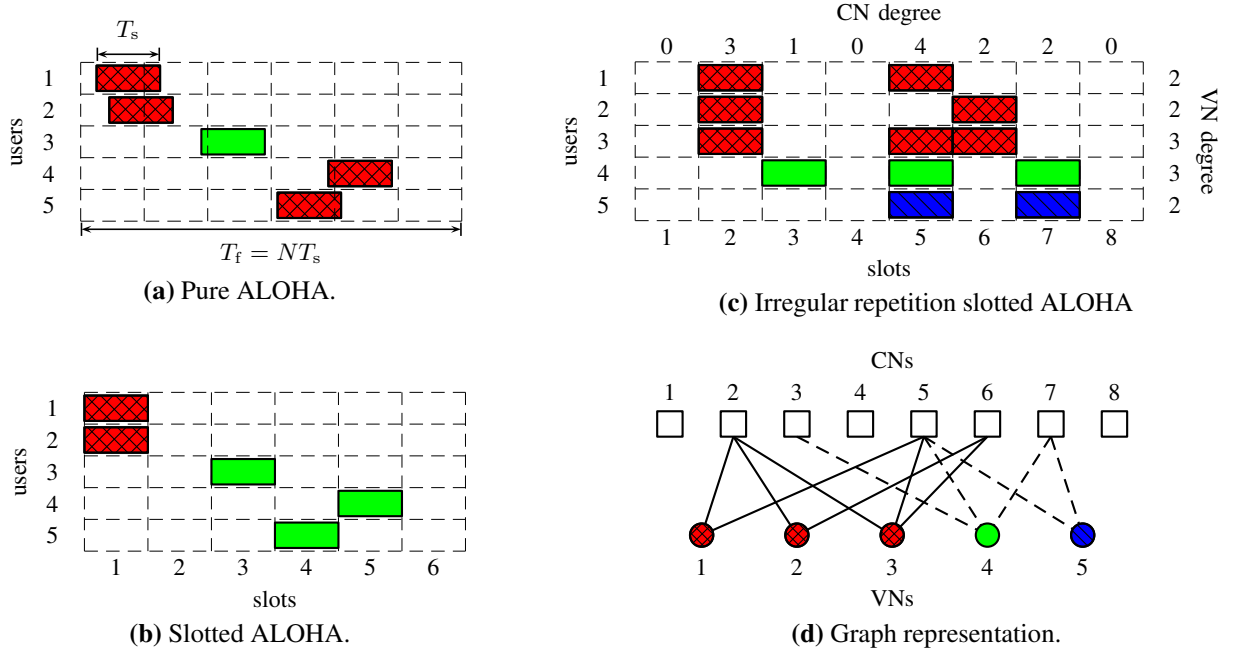 T_s
1
2
3
4
5
users
T_f = NT_s
(a) Pure ALOHA.
1
2
3
4
5
users
1 2 3 4 5 6
slots
(b) Slotted ALOHA.
CN degree
0 3 1 0 4 2 2 0
1 2
2 2
3 3
4 3
5 2
users
VN degree
1 2 3 4 5 6 7 8
slots
(c) Irregular repetition slotted ALOHA
CNs
1 2 3 4 5 6 7 8
1 2 3 4 5
VNs
(d) Graph representation.